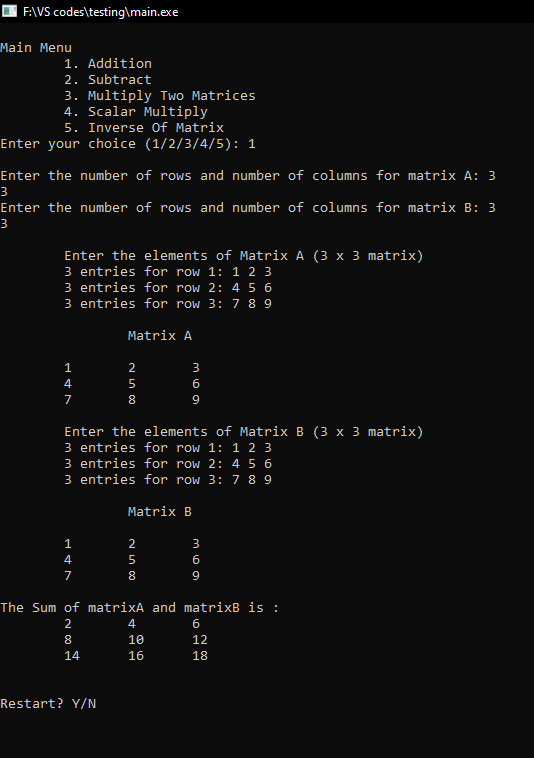 F:\VS codes\testing\main.exe
Main Menu
1. Addition
2. Subtract
3. Multiply Two Matrices
4. Scalar Multiply
5. Inverse Of Matrix
Enter your choice (1/2/3/4/5): 1
Enter the number of rows and number of columns for matrix A: 3
3
Enter the number of rows and number of columns for matrix B: 3
3
Enter the elements of Matrix A (3 x 3 matrix)
3 entries for row 1: 1 2 3
3 entries for row 2: 4 5 6
3 entries for row 3: 7 8 9
Matrix A
1 2 3
4 5 6
7 8 9
Enter the elements of Matrix B (3 x 3 matrix)
3 entries for row 1: 1 2 3
3 entries for row 2: 4 5 6
3 entries for row 3: 7 8 9
Matrix B
1 2 3
4 5 6
7 8 9
The Sum of matrixA and matrixB is :
2 4 6
8 10 12
14 16 18
Restart? Y/N